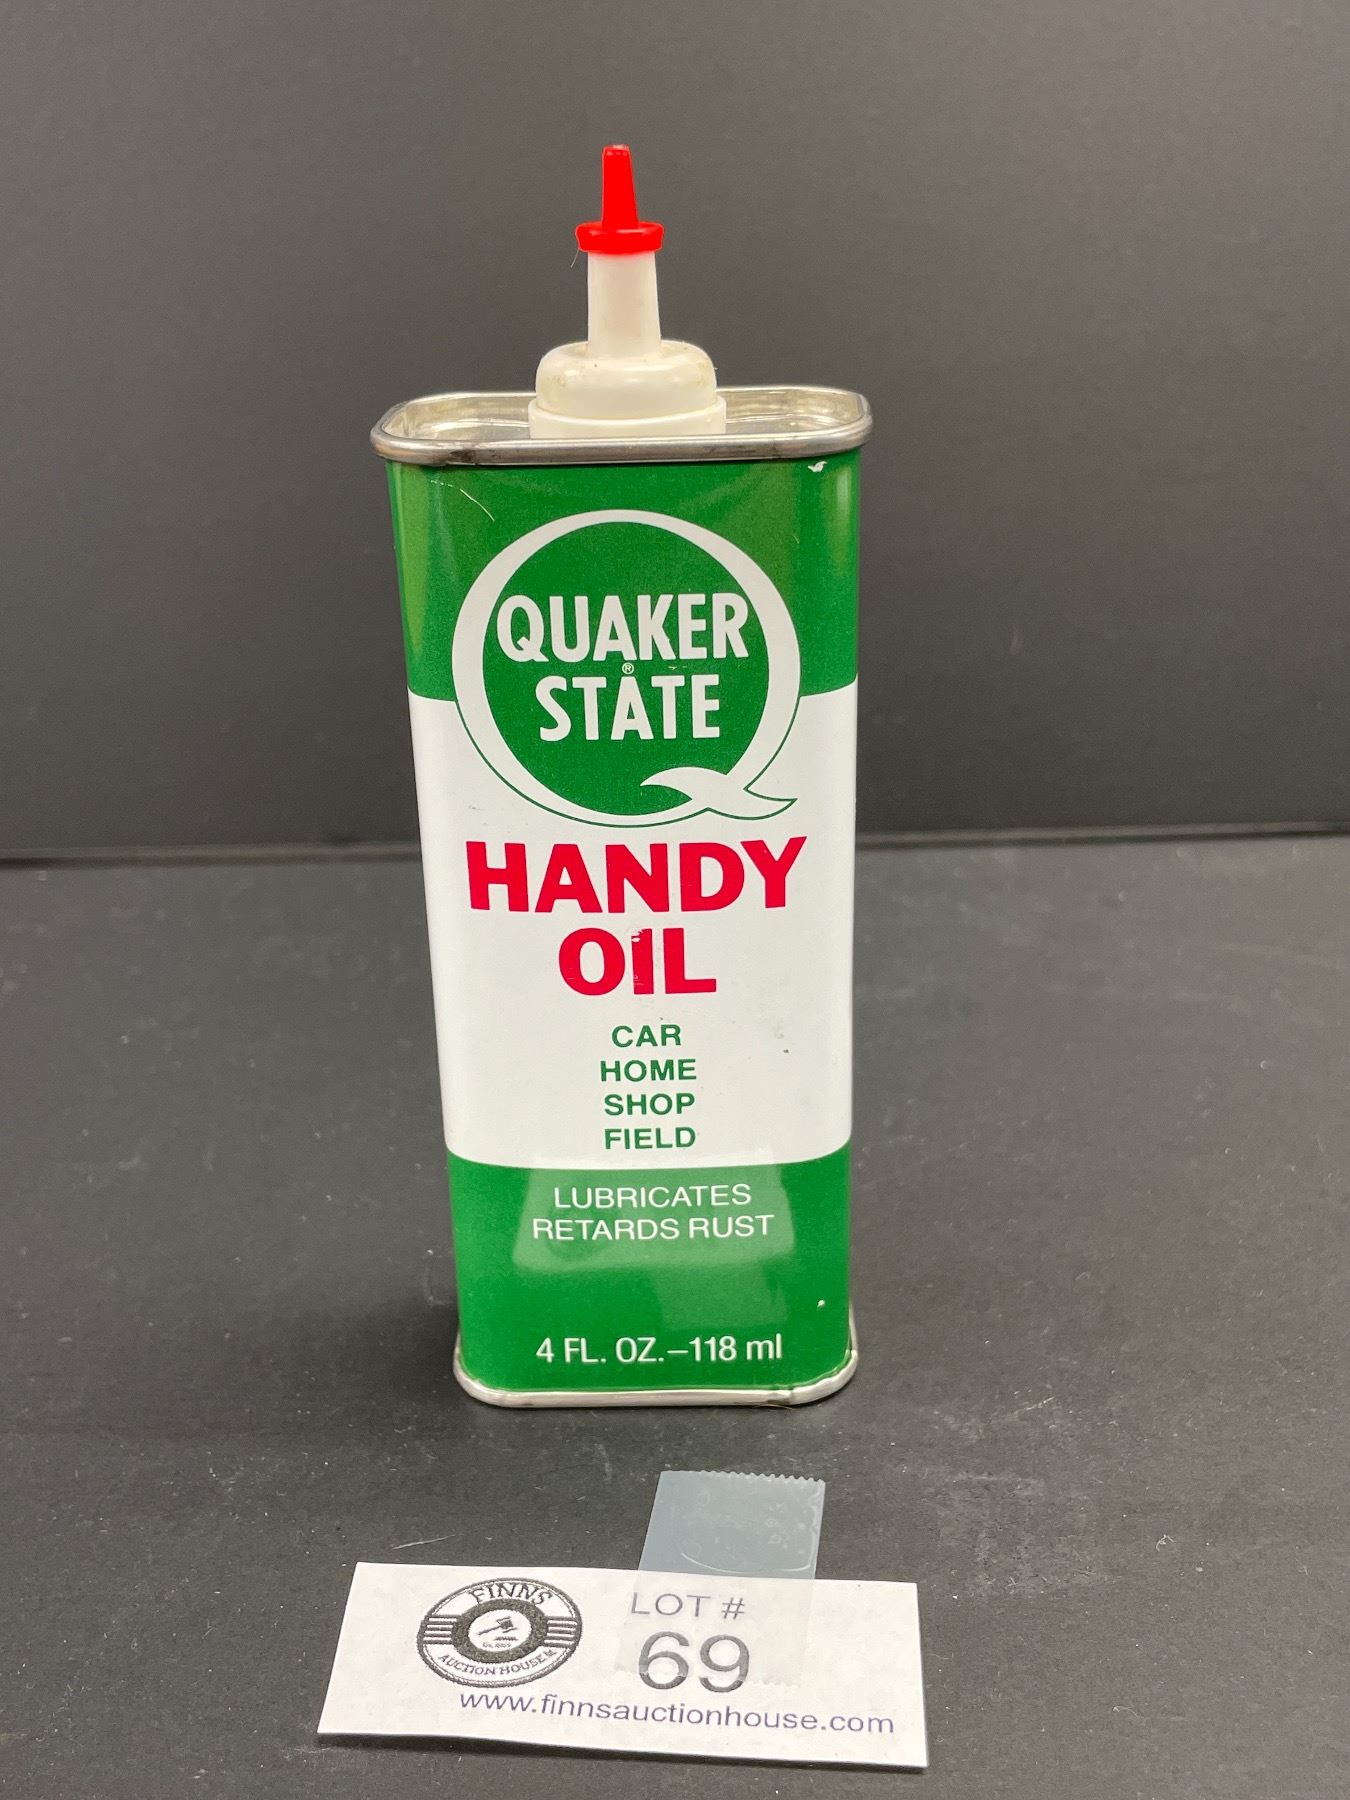 QUAKER
STATE
®
HANDY
OIL
CAR
HOME
SHOP
FIELD
LUBRICATES
RETARDS RUST
4 FL. OZ.–118 ml
FINNS
AUCTION HOUSE
LOT #
69
www.finnsauctionhouse.com